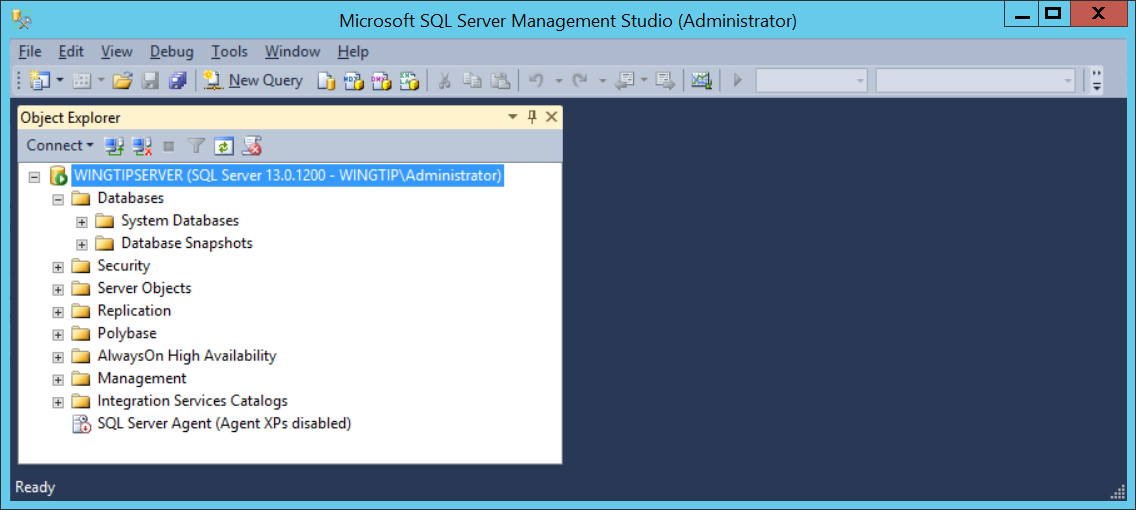 Microsoft SQL Server Management Studio (Administrator)
File Edit View Debug Tools Window Help
New Query
Object Explorer
Connect
WINGTIPSERVER (SQL Server 13.0.1200 - WINGTIP\Administrator)
Databases
System Databases
Database Snapshots
Security
Server Objects
Replication
Polybase
AlwaysOn High Availability
Management
Integration Services Catalogs
SQL Server Agent (Agent XPs disabled)
Ready